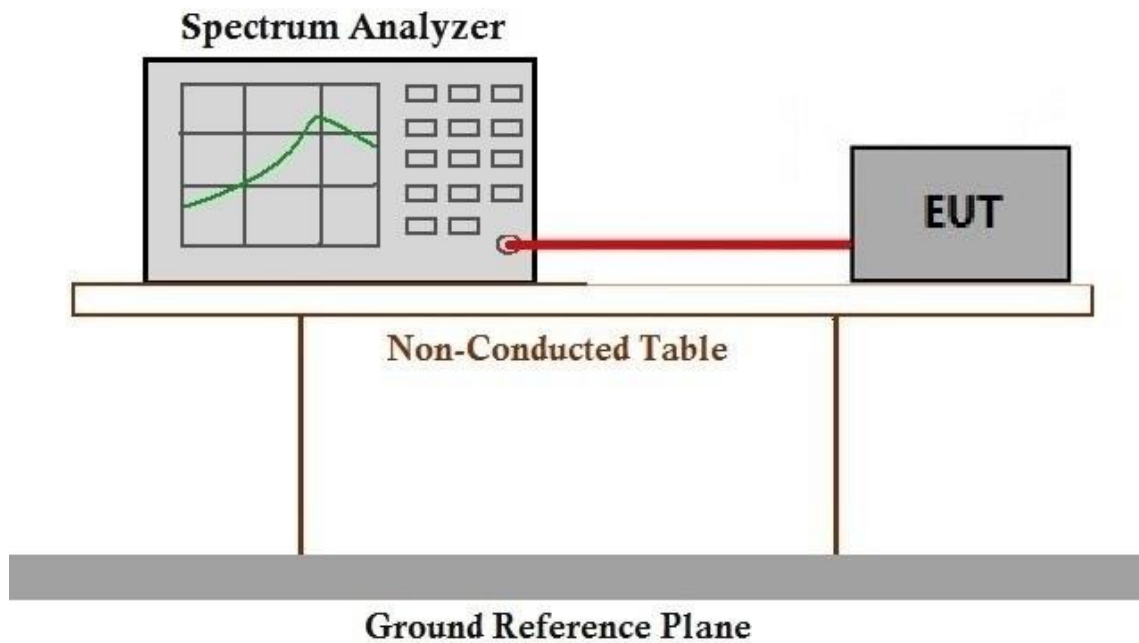 Spectrum Analyzer
EUT
Non-Conducted Table
Ground Reference Plane